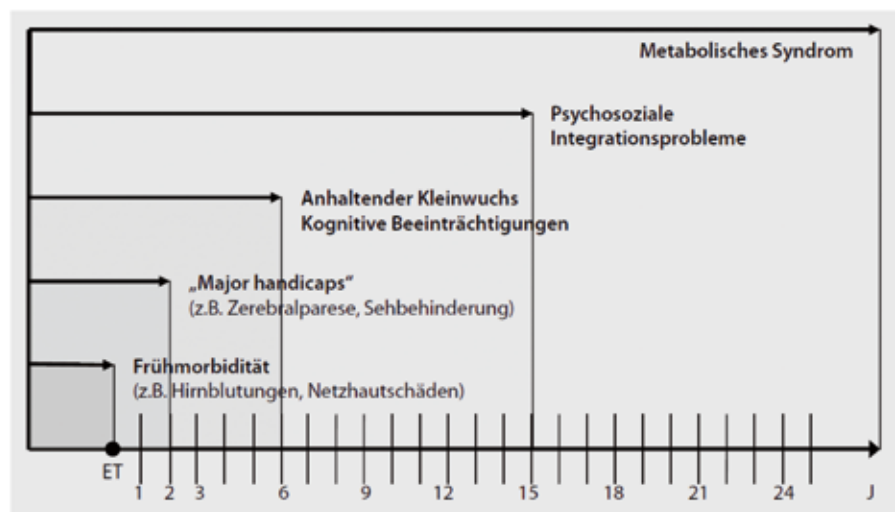 Metabolisches Syndrom
Psychosoziale
Integrationsprobleme
Anhaltender Kleinwuchs
Kognitive Beeinträchtigungen
„Major handicaps“
(z.B. Zerebralparese, Sehbehinderung)
Frühmorbidität
(z.B. Hirnblutungen, Netzhautschäden)
ET
1 2 3 6 9 12 15 18 21 24 J